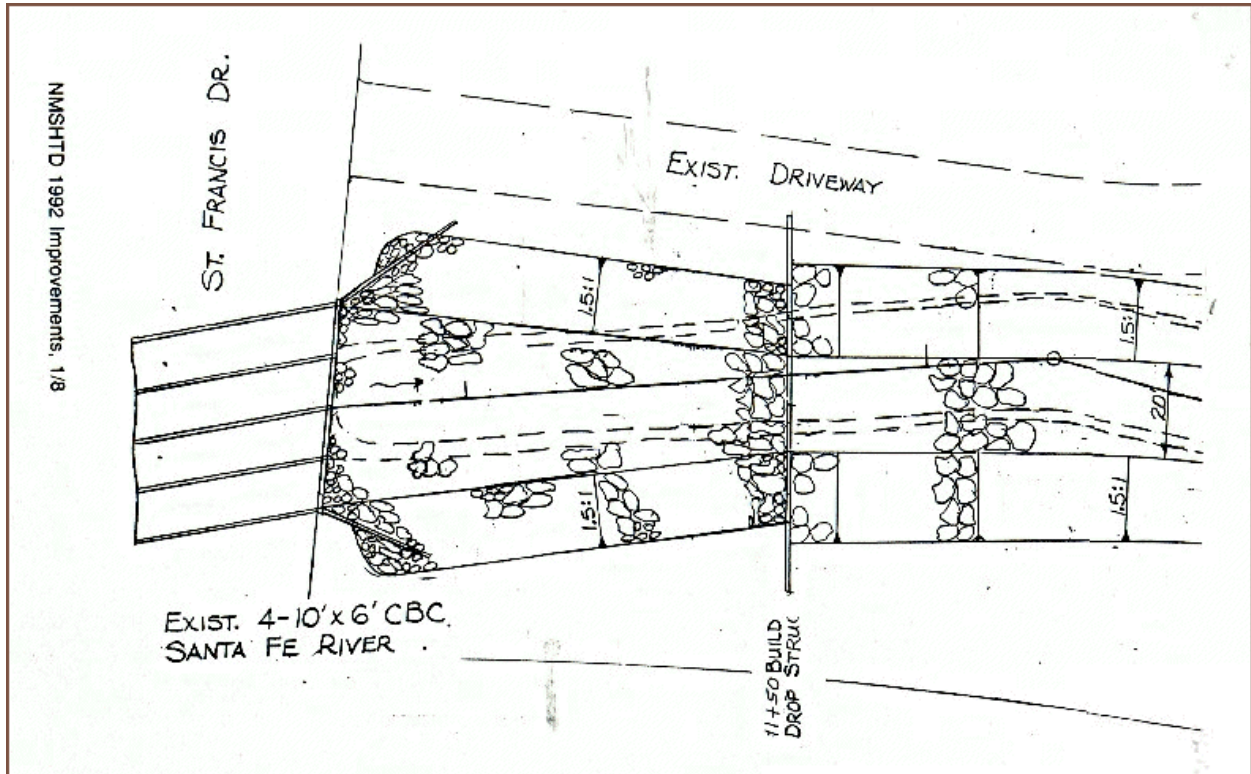 NMSHTD 1992 Improvements, 1/8
ST. FRANCIS DR.
EXIST. DRIVEWAY
1.5:1
1.5:1
20'
1.5:1
1.5:1
EXIST. 4-10' x 6' CBC.
SANTA FE RIVER
11+50 BUILD
DROP STRUC